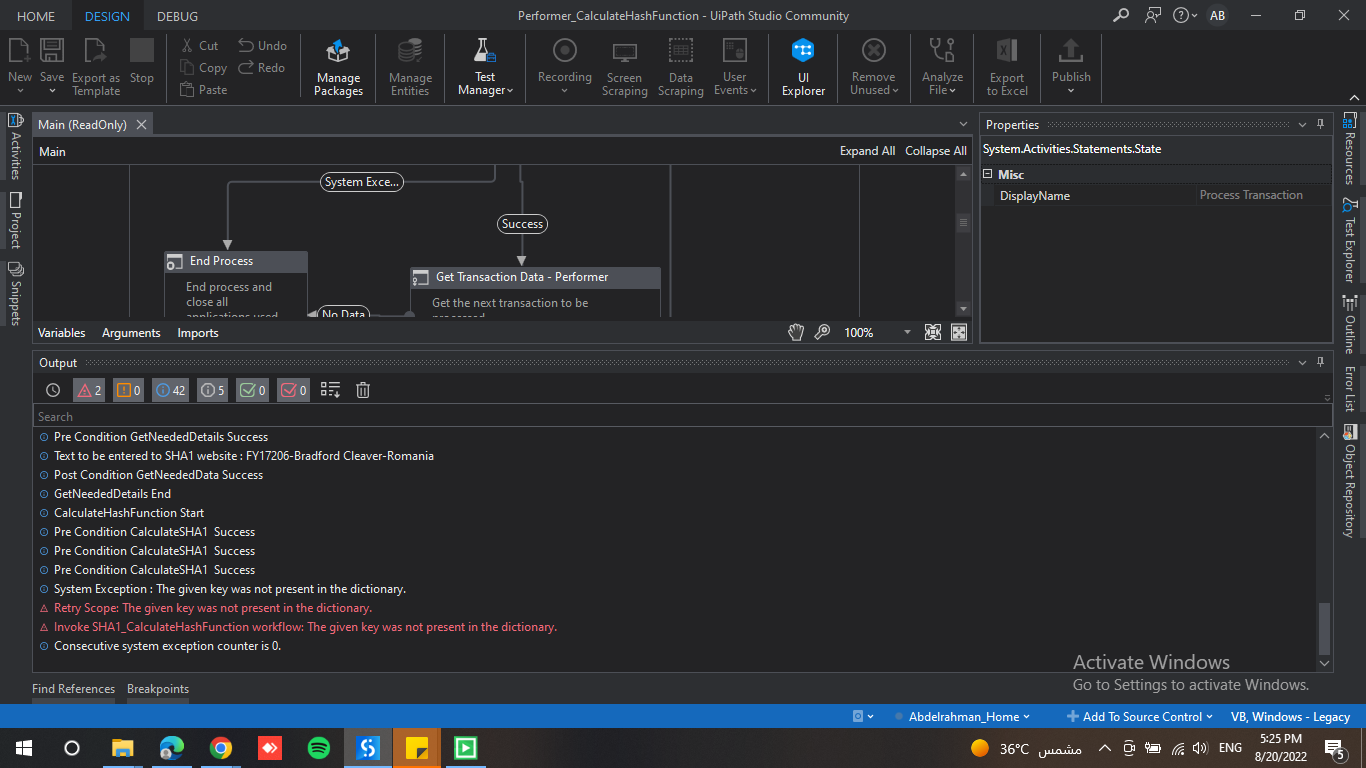 HOME DESIGN DEBUG Performer_CalculateHashFunction - UiPath Studio Community AB
New Save Export as Template Stop Cut Copy Paste Undo Redo Manage Packages Manage Entities Test Manager Recording Screen Scraping Data Scraping User Events UI Explorer Remove Unused Analyze File Export to Excel Publish
Main (ReadOnly)
Main Expand All Collapse All
System Exce...
Success
End Process
End process and
close all
applications used
Get Transaction Data - Performer
Get the next transaction to be
processed
No Data
Variables Arguments Imports 100%
Properties
System.Activities.Statements.State
Misc
DisplayName Process Transaction
Activities
Project
Snippets
Resources
Test Explorer
Outline
Error List
Object Repository
Output
2 0 42 5 0 0
Search
Pre Condition GetNeededDetails Success
Text to be entered to SHA1 website : FY17206-Bradford Cleaver-Romania
Post Condition GetNeededData Success
GetNeededDetails End
CalculateHashFunction Start
Pre Condition CalculateSHA1  Success
Pre Condition CalculateSHA1  Success
Pre Condition CalculateSHA1  Success
System Exception : The given key was not present in the dictionary.
Retry Scope: The given key was not present in the dictionary.
Invoke SHA1_CalculateHashFunction workflow: The given key was not present in the dictionary.
Consecutive system exception counter is 0.
Activate Windows
Go to Settings to activate Windows.
Find References Breakpoints
Abdelrahman_Home Add To Source Control VB, Windows - Legacy
36°C مشمس ENG 5:25 PM
8/20/2022
5